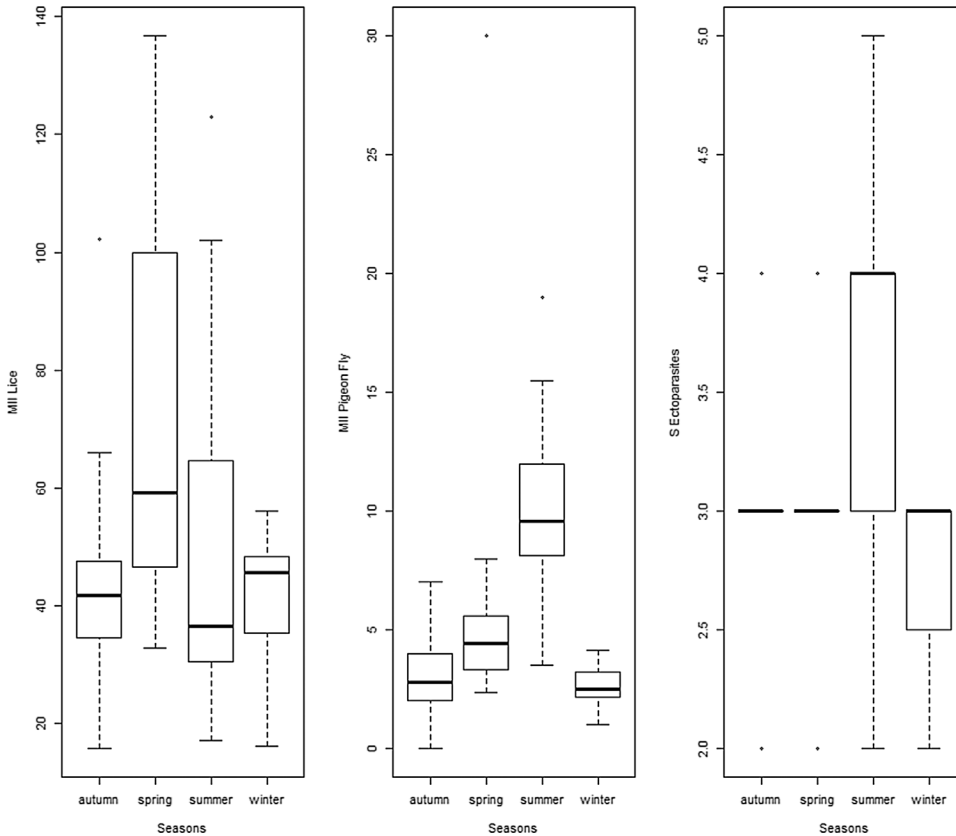 MII Lice
140
120
100
80
60
40
20
autumn spring summer winter
Seasons
MII Pigeon Fly
30
25
20
15
10
5
0
autumn spring summer winter
Seasons
S Ectoparasites
5.0
4.5
4.0
3.5
3.0
2.5
2.0
autumn spring summer winter
Seasons